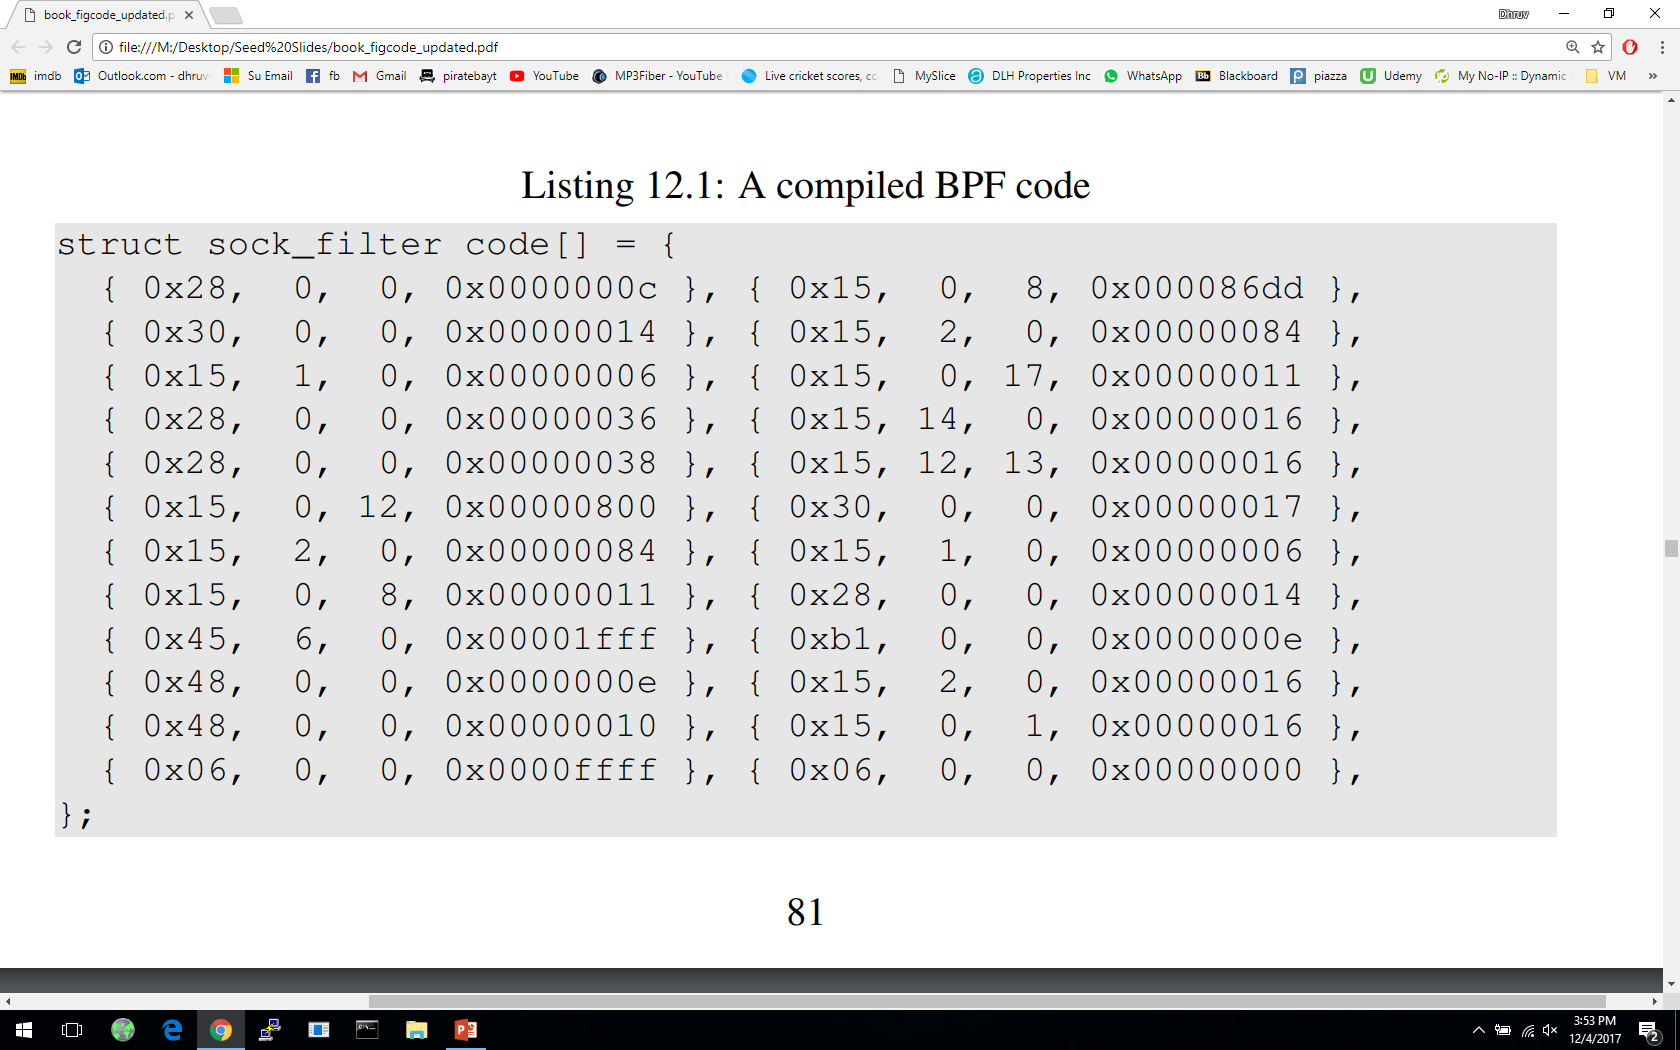 book_figcode_updated.p
Dhruv
file:///M:/Desktop/Seed%20Slides/book_figcode_updated.pdf
IMDb imdb Outlook.com - dhruv Su Email fb Gmail piratebayt YouTube MP3Fiber - YouTube Live cricket scores, co MySlice DLH Properties Inc WhatsApp Bb Blackboard piazza Udemy My No-IP :: Dynamic VM »
Listing 12.1: A compiled BPF code
struct sock_filter code[] = {
{ 0x28, 0, 0, 0x0000000c }, { 0x15, 0, 8, 0x000086dd },
{ 0x30, 0, 0, 0x00000014 }, { 0x15, 2, 0, 0x00000084 },
{ 0x15, 1, 0, 0x00000006 }, { 0x15, 0, 17, 0x00000011 },
{ 0x28, 0, 0, 0x00000036 }, { 0x15, 14, 0, 0x00000016 },
{ 0x28, 0, 0, 0x00000038 }, { 0x15, 12, 13, 0x00000016 },
{ 0x15, 0, 12, 0x00000800 }, { 0x30, 0, 0, 0x00000017 },
{ 0x15, 2, 0, 0x00000084 }, { 0x15, 1, 0, 0x00000006 },
{ 0x15, 0, 8, 0x00000011 }, { 0x28, 0, 0, 0x00000014 },
{ 0x45, 6, 0, 0x00001fff }, { 0xb1, 0, 0, 0x0000000e },
{ 0x48, 0, 0, 0x0000000e }, { 0x15, 2, 0, 0x00000016 },
{ 0x48, 0, 0, 0x00000010 }, { 0x15, 0, 1, 0x00000016 },
{ 0x06, 0, 0, 0x0000ffff }, { 0x06, 0, 0, 0x00000000 },
};
81
3:53 PM
12/4/2017
2